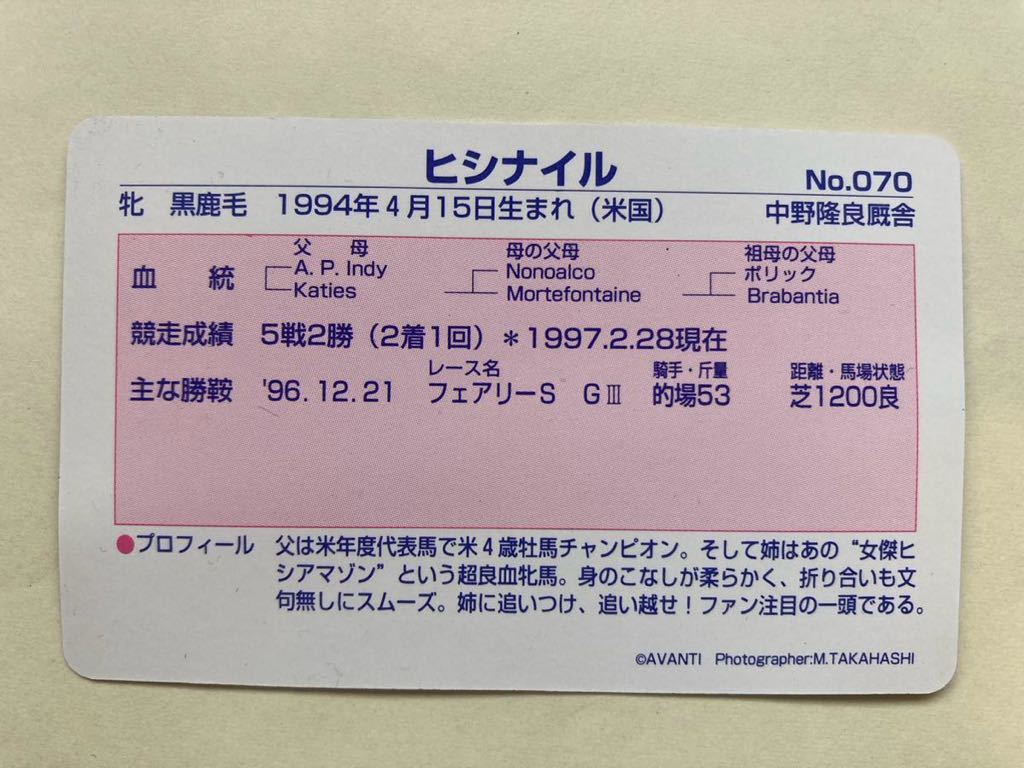 ヒシナイル
No.070
牝 黒鹿毛 1994年4月15日生まれ（米国） 中野隆良厩舎
父 母 母の父母 祖母の父母
血 統 A. P. Indy Nonoalco ボリック
Katies Mortefontaine Brabantia
競走成績 5戦2勝（2着1回）＊1997.2.28現在
レース名 騎手・斤量 距離・馬場状態
主な勝鞍 '96.12.21 フェアリーS GⅢ 的場53 芝1200良
●プロフィール 父は米年度代表馬で米4歳牡馬チャンピオン。そして姉はあの“女傑ヒ
シアマゾン”という超良血牝馬。身のこなしが柔らかく、折り合いも文
句無しにスムーズ。姉に追いつけ、追い越せ！ファン注目の一頭である。
©AVANTI Photographer:M.TAKAHASHI